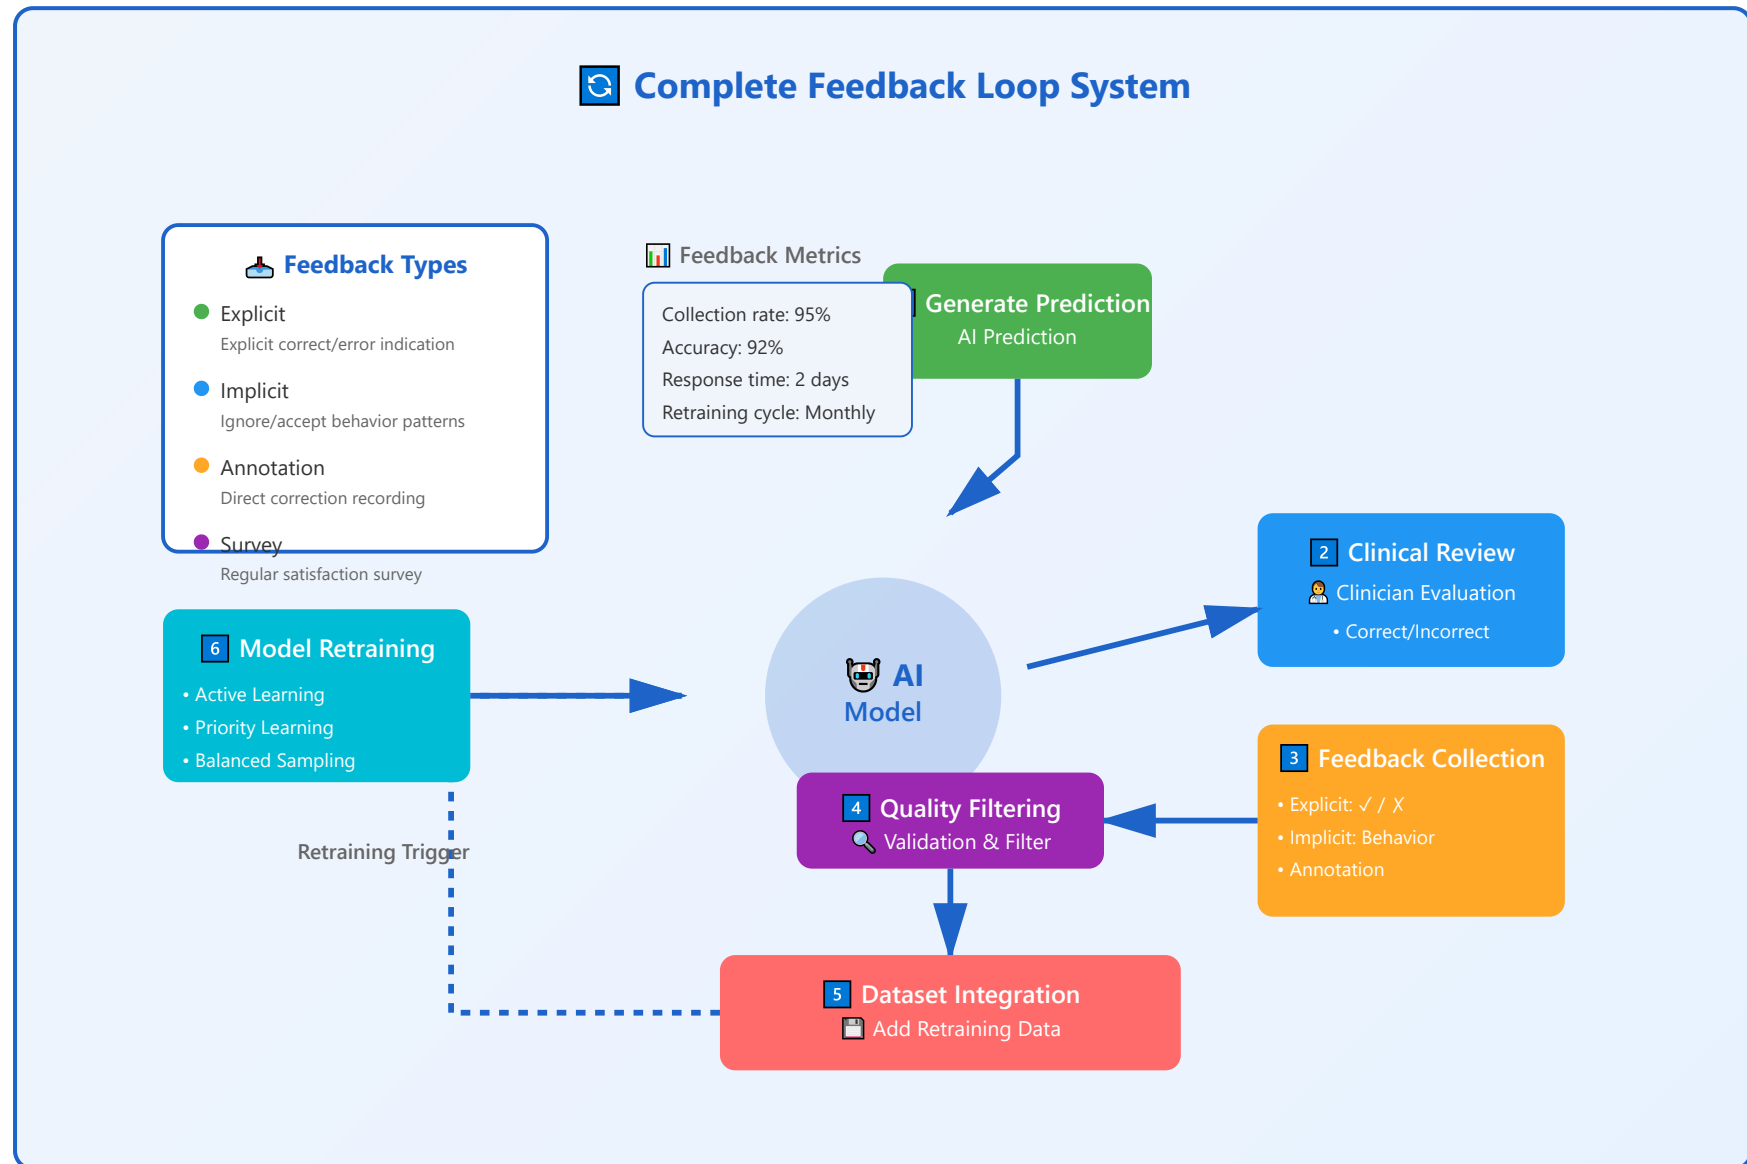 Complete Feedback Loop System
Feedback Types
Explicit
Explicit correct/error indication
Implicit
Ignore/accept behavior patterns
Annotation
Direct correction recording
Survey
Regular satisfaction survey
Feedback Metrics
Collection rate: 95%
Accuracy: 92%
Response time: 2 days
Retraining cycle: Monthly
Generate Prediction
AI Prediction
2 Clinical Review
Clinician Evaluation
• Correct/Incorrect
AI
Model
6 Model Retraining
• Active Learning
• Priority Learning
• Balanced Sampling
3 Feedback Collection
• Explicit: ✓ / ✗
• Implicit: Behavior
• Annotation
4 Quality Filtering
Validation & Filter
Retraining Trigger
5 Dataset Integration
Add Retraining Data